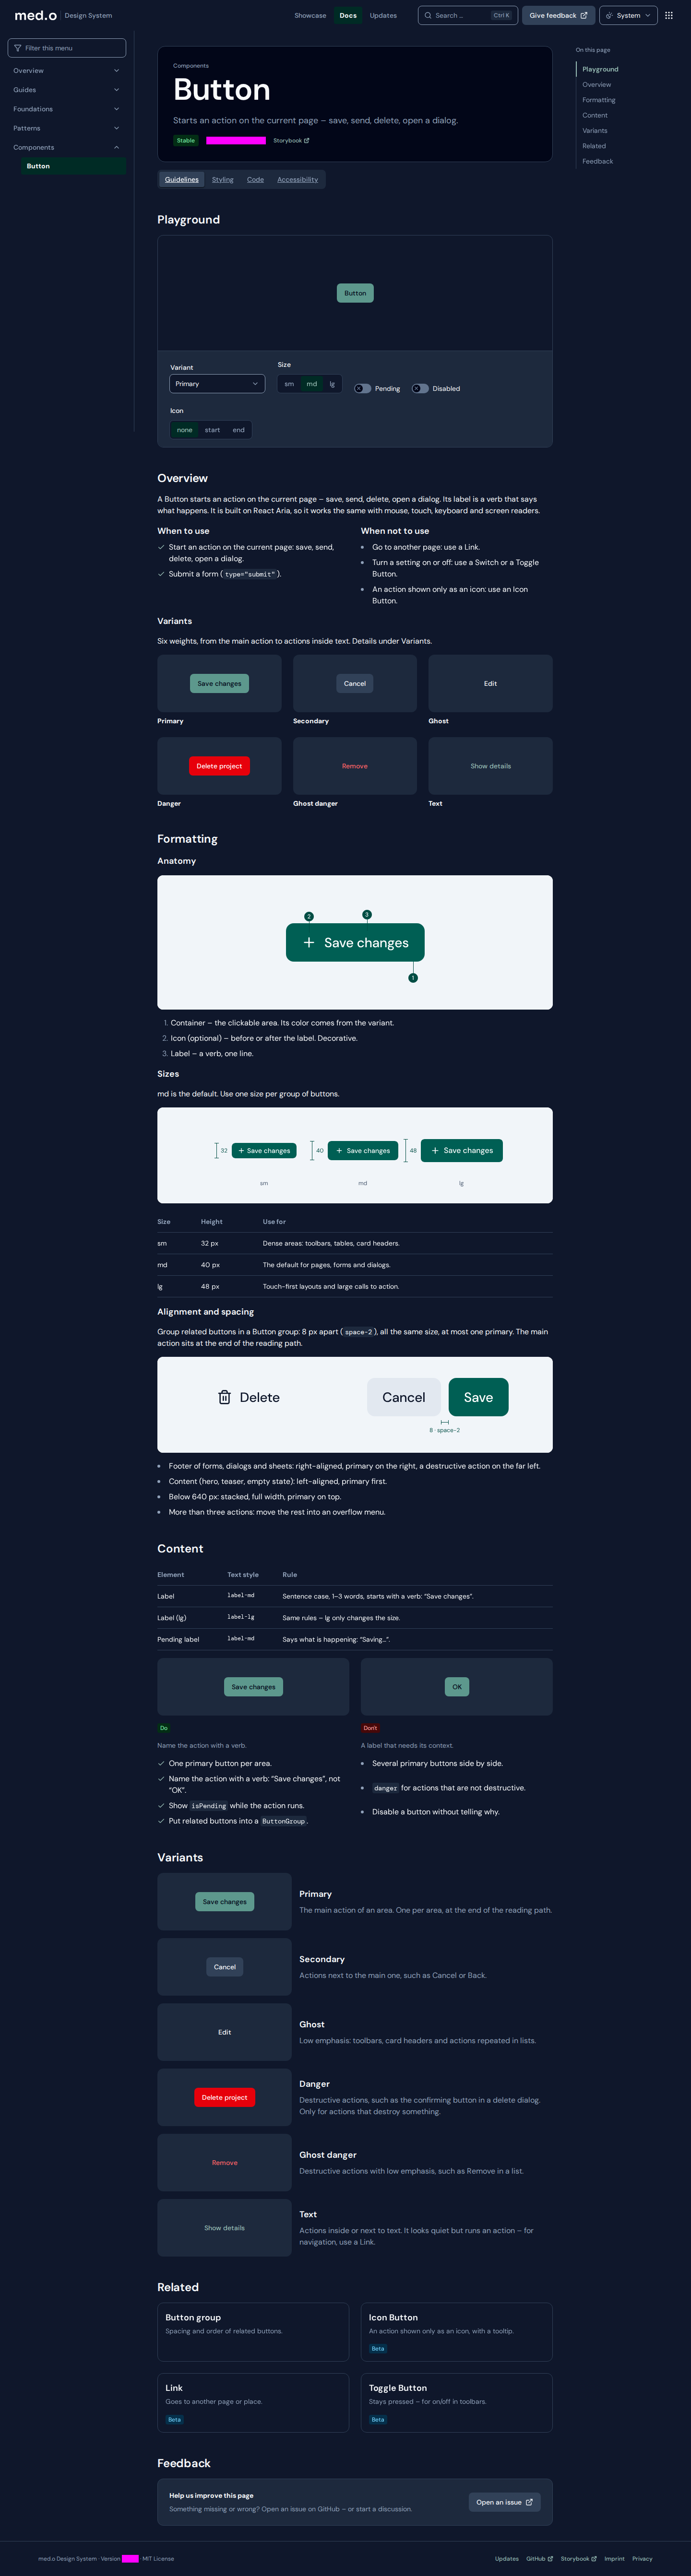 med.o
Design System
Showcase
Docs
Updates
Search ...
Ctrl K
Give feedback
System
Filter this menu
Overview
Guides
Foundations
Patterns
Components
Button
On this page
Playground
Overview
Formatting
Content
Variants
Related
Feedback
Components
Button
Starts an action on the current page – save, send, delete, open a dialog.
Stable
Storybook
Guidelines
Styling
Code
Accessibility
Playground
Button
Variant
Primary
Size
sm
md
lg
Pending
Disabled
Icon
none
start
end
Overview
A Button starts an action on the current page – save, send, delete, open a dialog. Its label is a verb that says
what happens. It is built on React Aria, so it works the same with mouse, touch, keyboard and screen readers.
When to use
Start an action on the current page: save, send,
delete, open a dialog.
Submit a form ( type="submit" ).
When not to use
Go to another page: use a Link.
Turn a setting on or off: use a Switch or a Toggle
Button.
An action shown only as an icon: use an Icon
Button.
Variants
Six weights, from the main action to actions inside text. Details under Variants.
Save changes
Cancel
Edit
Primary
Secondary
Ghost
Delete project
Remove
Show details
Danger
Ghost danger
Text
Formatting
Anatomy
2
3
Save changes
1
1. Container – the clickable area. Its color comes from the variant.
2. Icon (optional) – before or after the label. Decorative.
3. Label – a verb, one line.
Sizes
md is the default. Use one size per group of buttons.
32
Save changes
40
Save changes
48
Save changes
sm
md
lg
Size Height Use for
sm 32 px Dense areas: toolbars, tables, card headers.
md 40 px The default for pages, forms and dialogs.
lg 48 px Touch-first layouts and large calls to action.
Alignment and spacing
Group related buttons in a Button group: 8 px apart ( space-2 ), all the same size, at most one primary. The main
action sits at the end of the reading path.
Delete
Cancel
Save
8 · space-2
Footer of forms, dialogs and sheets: right-aligned, primary on the right, a destructive action on the far left.
Content (hero, teaser, empty state): left-aligned, primary first.
Below 640 px: stacked, full width, primary on top.
More than three actions: move the rest into an overflow menu.
Content
Element Text style Rule
Label label-md Sentence case, 1–3 words, starts with a verb: “Save changes”.
Label (lg) label-lg Same rules – lg only changes the size.
Pending label label-md Says what is happening: “Saving…”.
Save changes
OK
Do
Don't
Name the action with a verb.
A label that needs its context.
One primary button per area.
Name the action with a verb: “Save changes”, not
“OK”.
Show isPending while the action runs.
Put related buttons into a ButtonGroup .
Several primary buttons side by side.
danger for actions that are not destructive.
Disable a button without telling why.
Variants
Save changes
Primary
The main action of an area. One per area, at the end of the reading path.
Cancel
Secondary
Actions next to the main one, such as Cancel or Back.
Edit
Ghost
Low emphasis: toolbars, card headers and actions repeated in lists.
Delete project
Danger
Destructive actions, such as the confirming button in a delete dialog.
Only for actions that destroy something.
Remove
Ghost danger
Destructive actions with low emphasis, such as Remove in a list.
Show details
Text
Actions inside or next to text. It looks quiet but runs an action – for
navigation, use a Link.
Related
Button group
Spacing and order of related buttons.
Icon Button
An action shown only as an icon, with a tooltip.
Beta
Link
Goes to another page or place.
Beta
Toggle Button
Stays pressed – for on/off in toolbars.
Beta
Feedback
Help us improve this page
Something missing or wrong? Open an issue on GitHub – or start a discussion.
Open an issue
med.o Design System · Version
MIT License
Updates
GitHub
Storybook
Imprint
Privacy